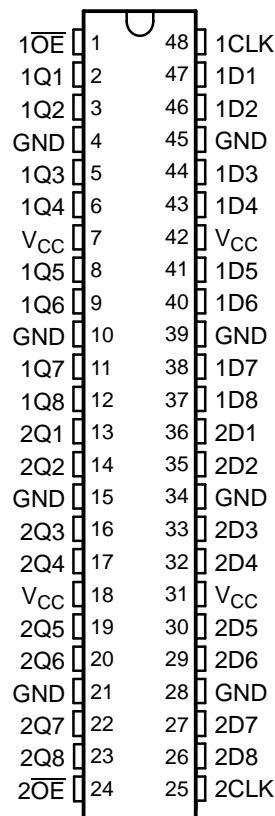 1OE 1 48 1CLK
1Q1 2 47 1D1
1Q2 3 46 1D2
GND 4 45 GND
1Q3 5 44 1D3
1Q4 6 43 1D4
VCC 7 42 VCC
1Q5 8 41 1D5
1Q6 9 40 1D6
GND 10 39 GND
1Q7 11 38 1D7
1Q8 12 37 1D8
2Q1 13 36 2D1
2Q2 14 35 2D2
GND 15 34 GND
2Q3 16 33 2D3
2Q4 17 32 2D4
VCC 18 31 VCC
2Q5 19 30 2D5
2Q6 20 29 2D6
GND 21 28 GND
2Q7 22 27 2D7
2Q8 23 26 2D8
2OE 24 25 2CLK